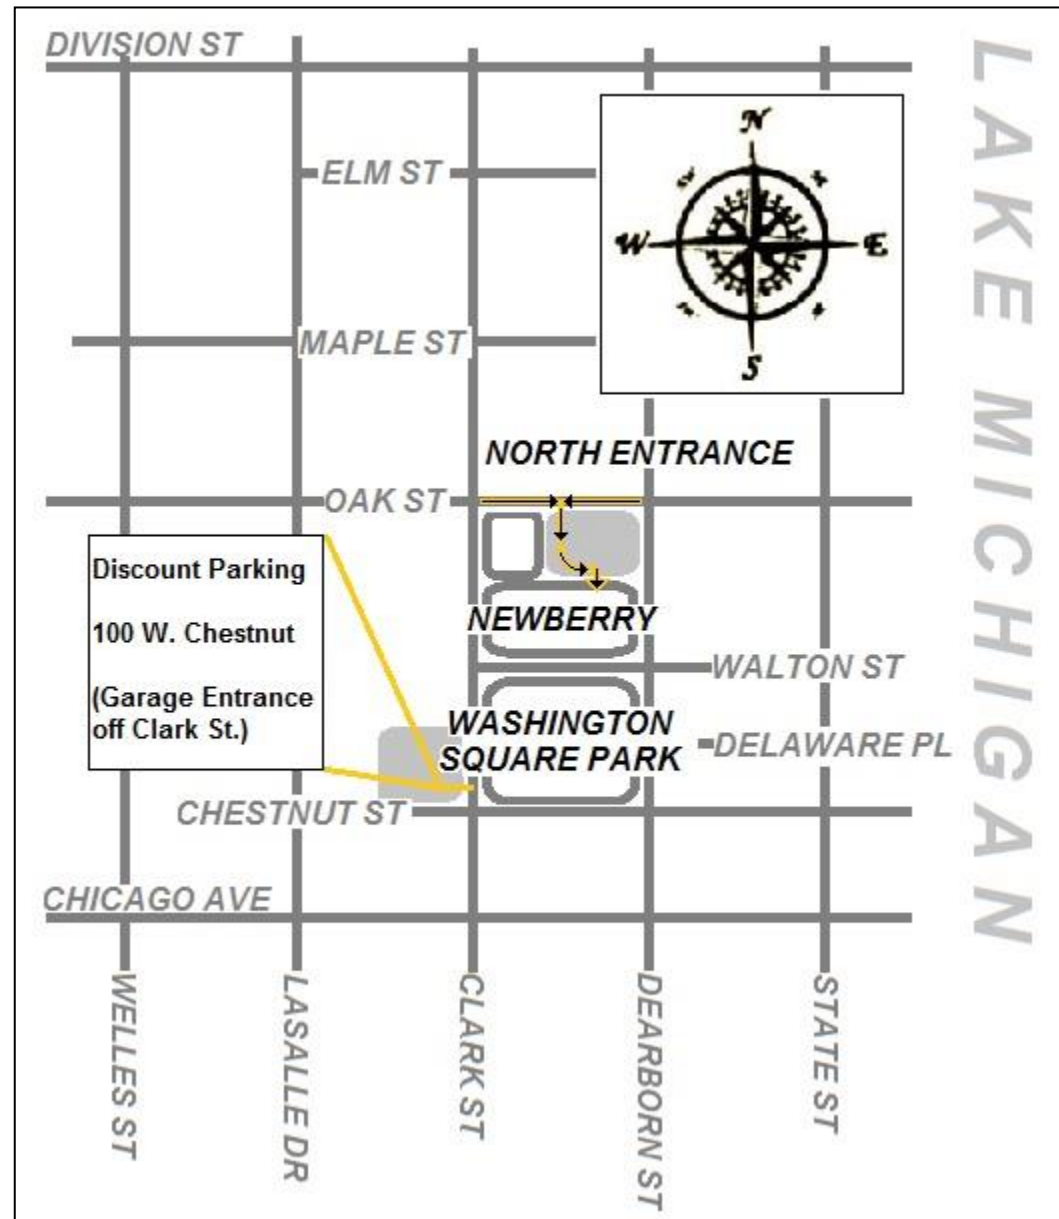 DIVISION ST
ELM ST
N
W
E
S
MAPLE ST
LAKE MICHIGAN
NORTH ENTRANCE
OAK ST
Discount Parking
100 W. Chestnut
(Garage Entrance
off Clark St.)
NEWBERRY
WALTON ST
WASHINGTON
SQUARE PARK
DELAWARE PL
CHESTNUT ST
CHICAGO AVE
WELLES ST
LASALLE DR
CLARK ST
DEARBORN ST
STATE ST